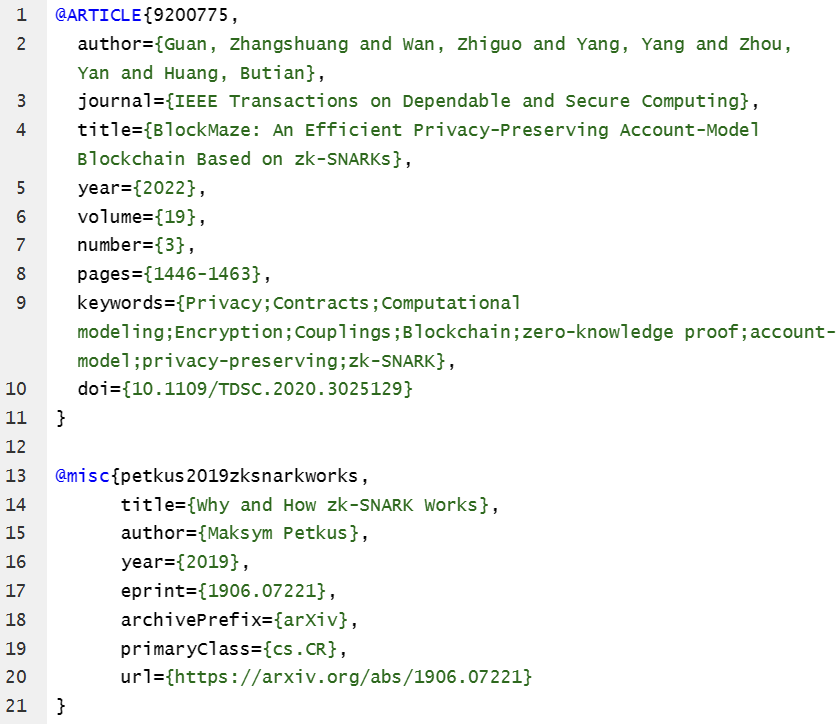 1 @ARTICLE{9200775,
2 author={Guan, Zhangshuang and Wan, Zhiguo and Yang, Yang and Zhou,
Yan and Huang, Butian},
3 journal={IEEE Transactions on Dependable and Secure Computing},
4 title={BlockMaze: An Efficient Privacy-Preserving Account-Model
Blockchain Based on zk-SNARKs},
5 year={2022},
6 volume={19},
7 number={3},
8 pages={1446-1463},
9 keywords={Privacy;Contracts;Computational
modeling;Encryption;Couplings;Blockchain;zero-knowledge proof;account-
model;privacy-preserving;zk-SNARK},
10 doi={10.1109/TDSC.2020.3025129}
11 }
12
13 @misc{petkus2019zksnarkworks,
14 title={Why and How zk-SNARK Works},
15 author={Maksym Petkus},
16 year={2019},
17 eprint={1906.07221},
18 archivePrefix={arXiv},
19 primaryClass={cs.CR},
20 url={https://arxiv.org/abs/1906.07221}
21 }